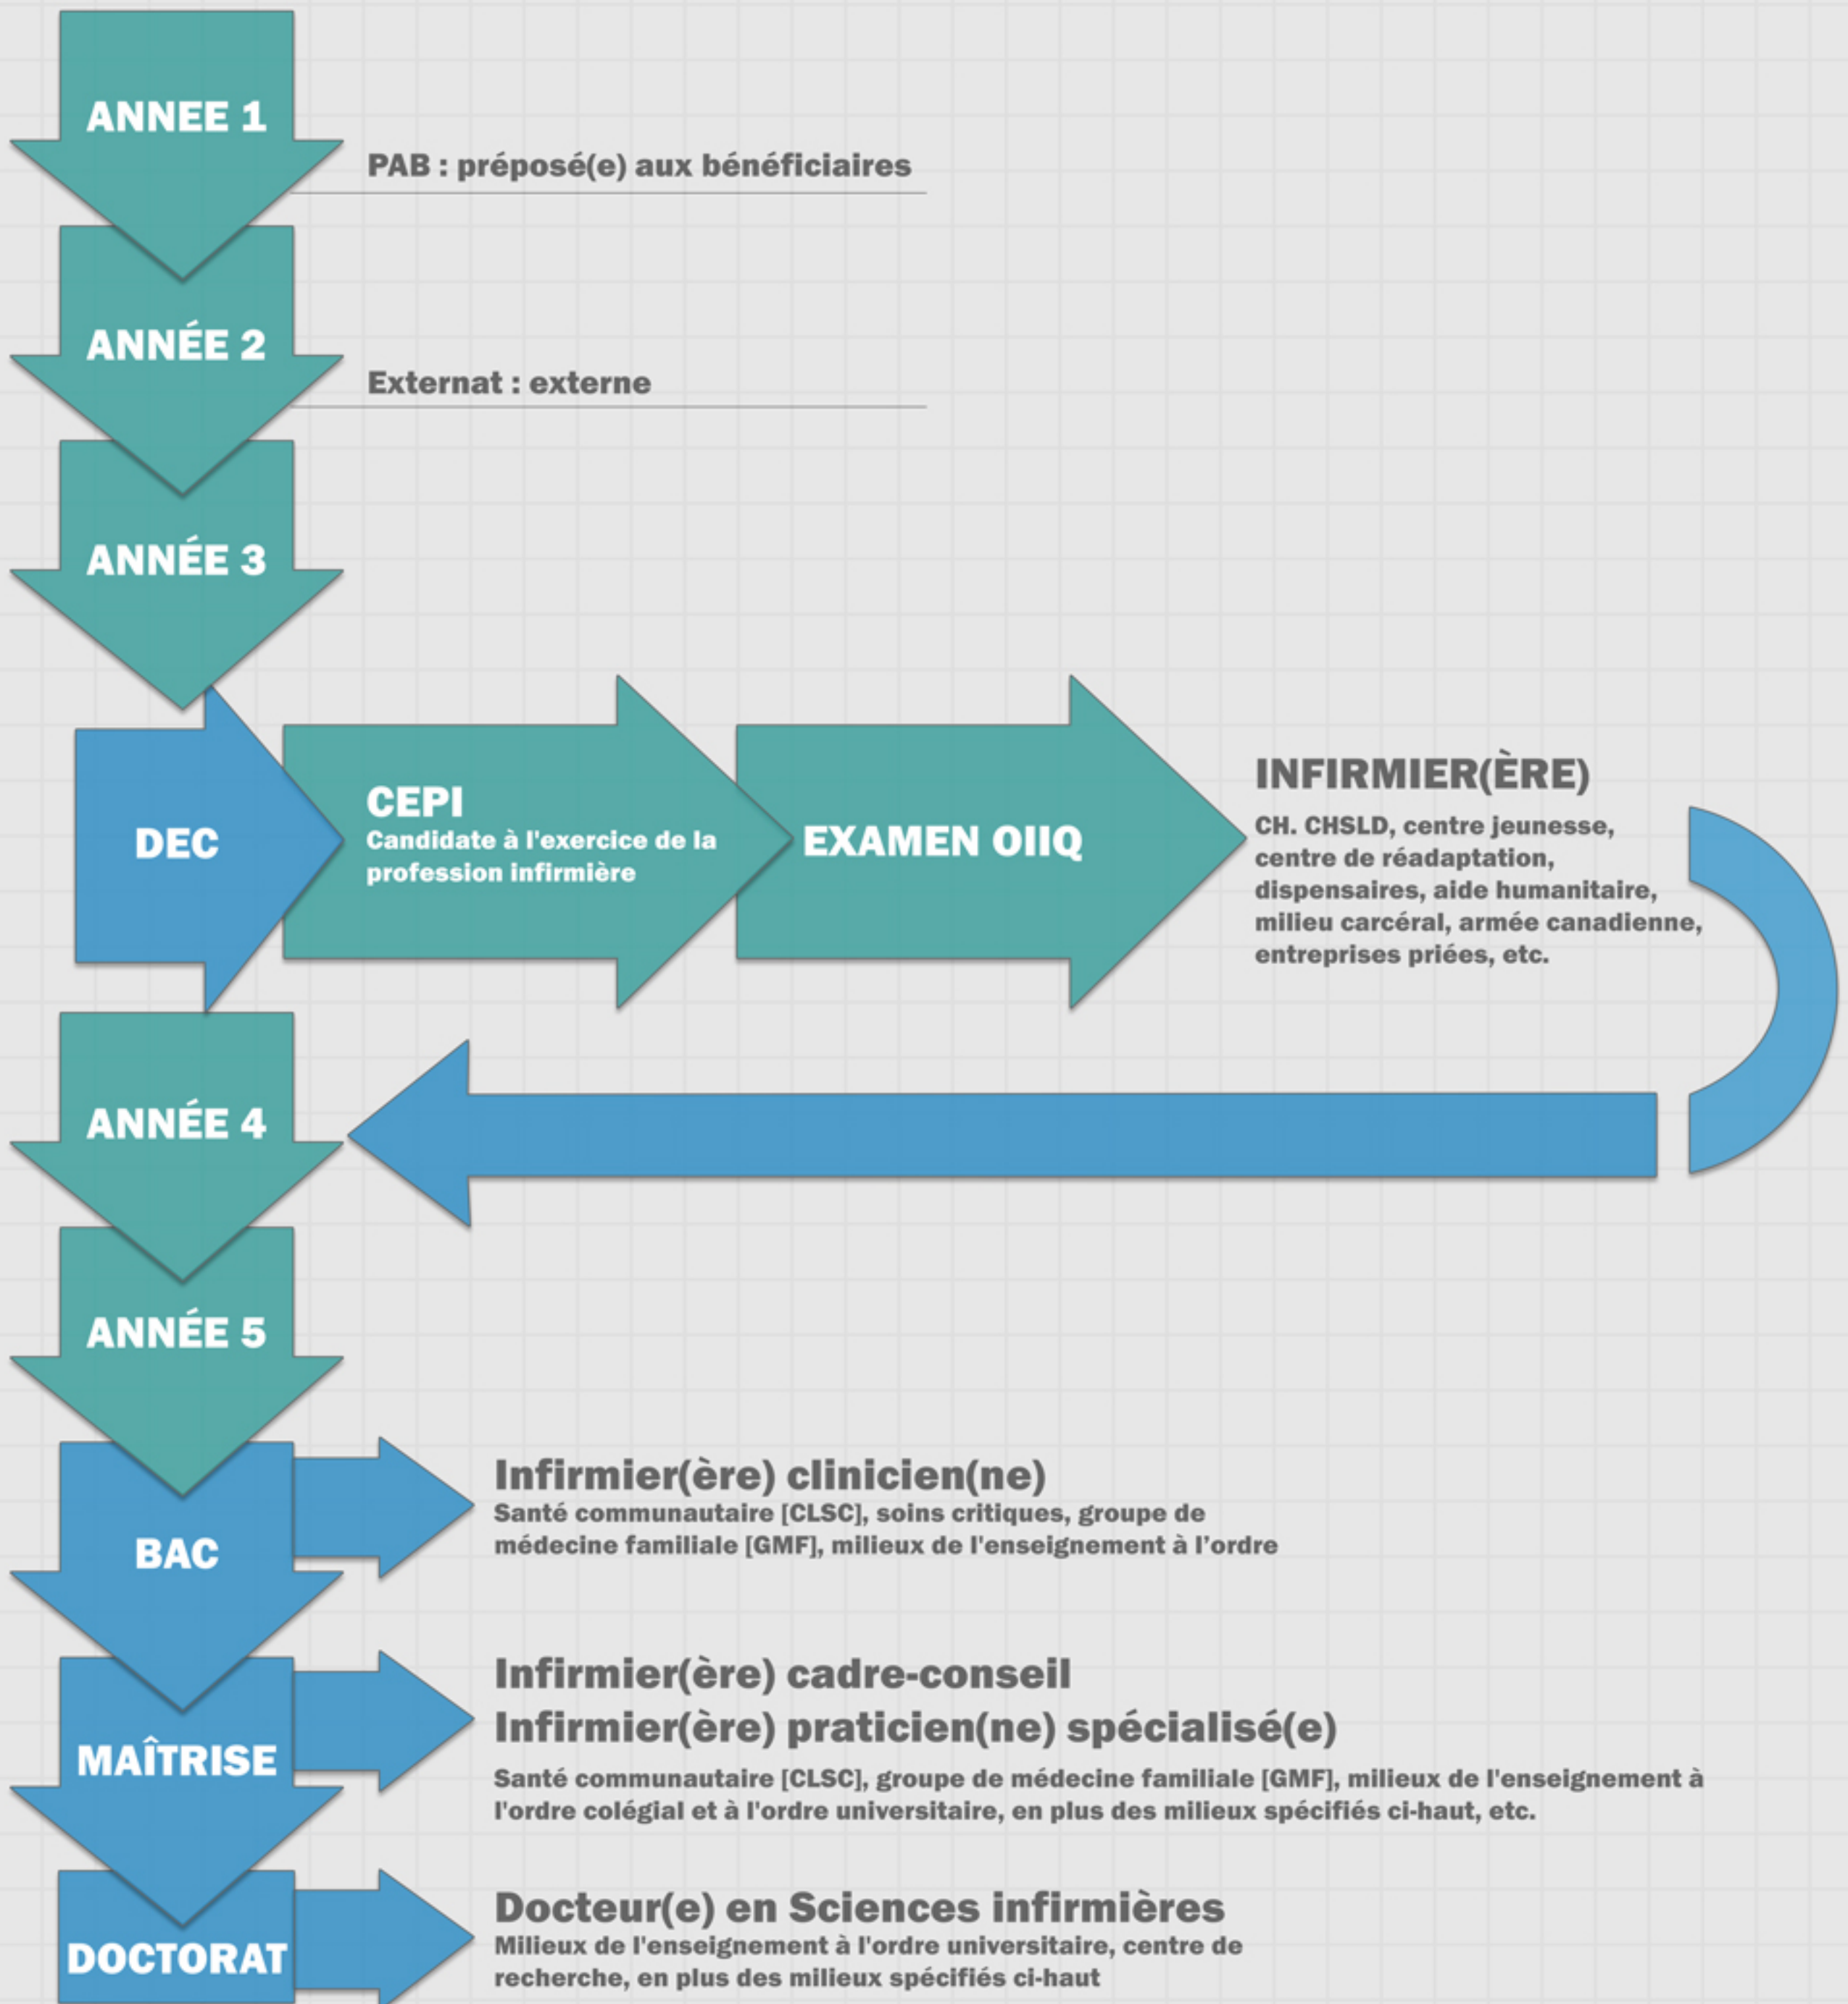 ANNEE 1
PAB : préposé(e) aux bénéficiaires
ANNÉE 2
Externat : externe
ANNÉE 3
DEC
CEPI
Candidate à l'exercice de la
profession infirmière
EXAMEN OIIQ
INFIRMIER(ÈRE)
CH. CHSLD, centre jeunesse,
centre de réadaptation,
dispensaires, aide humanitaire,
milieu carcéral, armée canadienne,
entreprises priées, etc.
ANNÉE 4
ANNÉE 5
BAC
Infirmier(ère) clinicien(ne)
Santé communautaire [CLSC], soins critiques, groupe de
médecine familiale [GMF], milieux de l'enseignement à l’ordre
MAÎTRISE
Infirmier(ère) cadre-conseil
Infirmier(ère) praticien(ne) spécialisé(e)
Santé communautaire [CLSC], groupe de médecine familiale [GMF], milieux de l'enseignement à
l'ordre colégial et à l'ordre universitaire, en plus des milieux spécifiés ci-haut, etc.
DOCTORAT
Docteur(e) en Sciences infirmières
Milieux de l'enseignement à l'ordre universitaire, centre de
recherche, en plus des milieux spécifiés ci-haut